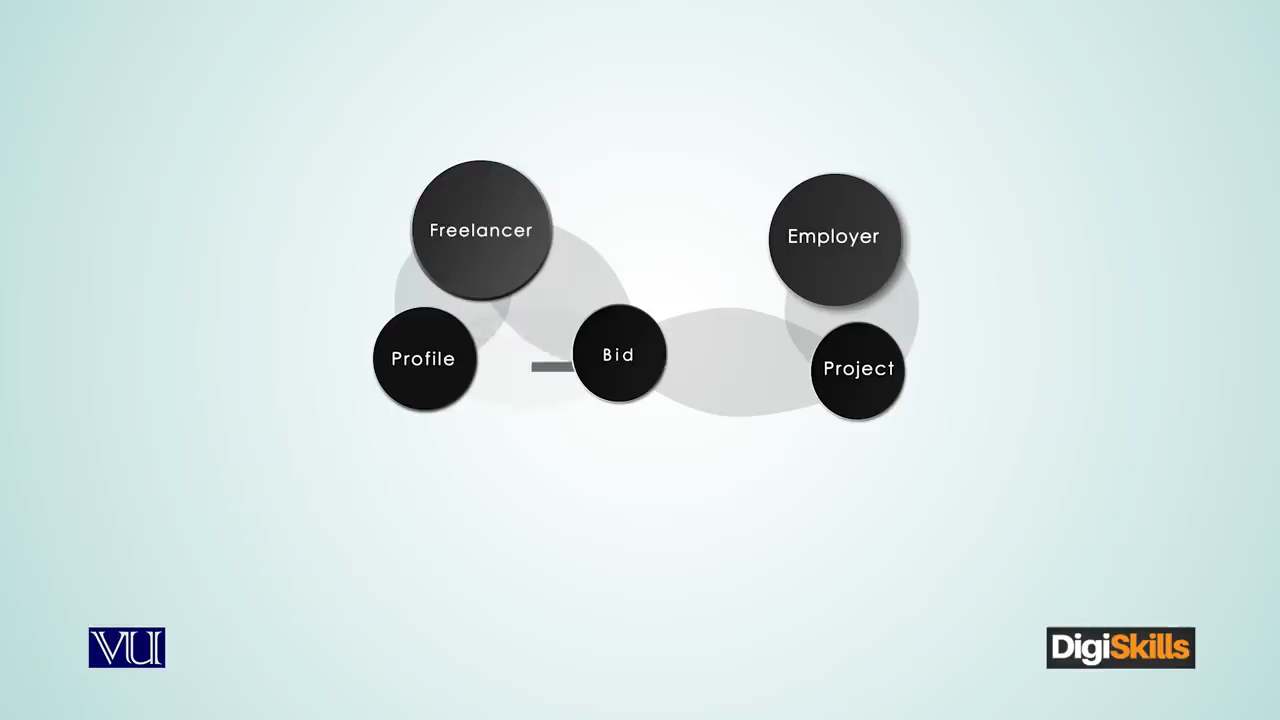 Freelancer
Employer
Profile
Bid
Project
VU
DigiSkills